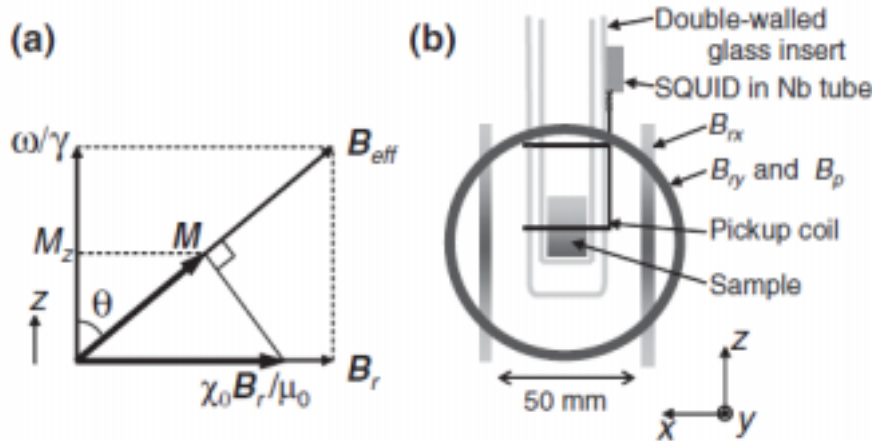 (a)
ω/γ
B_eff
M_z
M
z
θ
χ₀B_r/μ₀
B_r
(b)
Double-walled
glass insert
SQUID in Nb tube
B_rx
B_ry and B_p
Pickup coil
Sample
50 mm
z
x
y